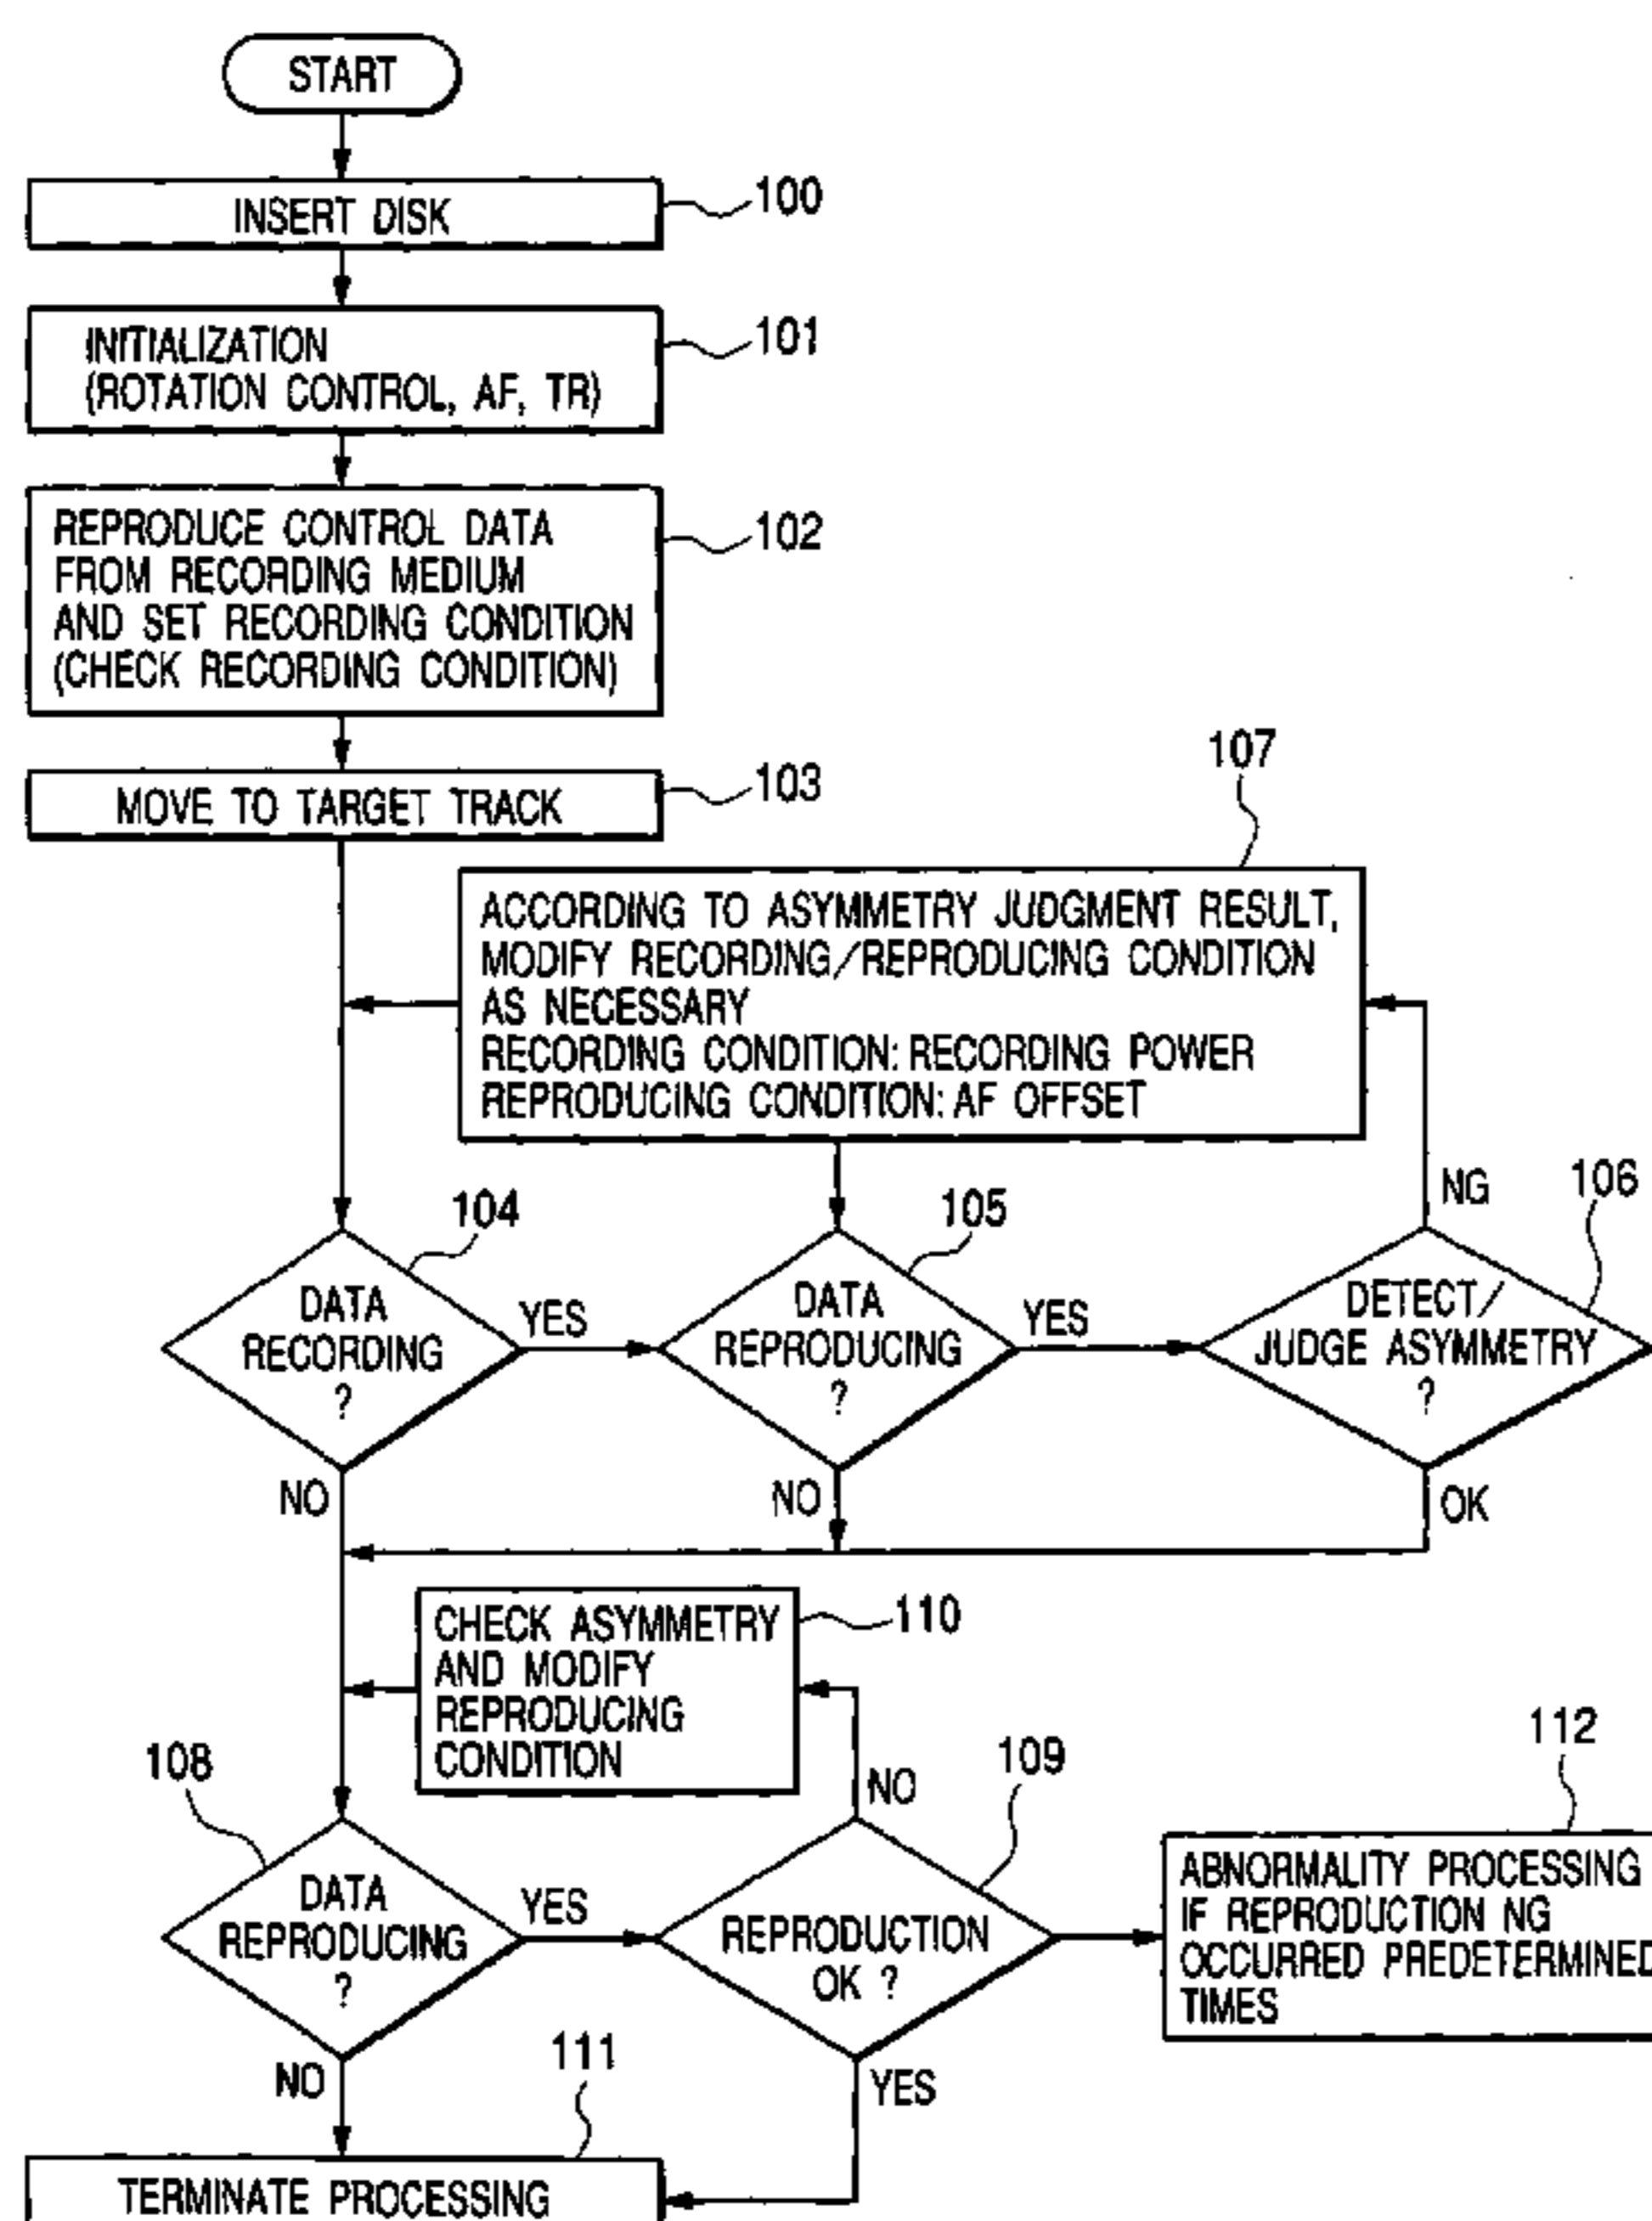 START
INSERT DISK
100
INITIALIZATION
(ROTATION CONTROL, AF, TR)
101
REPRODUCE CONTROL DATA
FROM RECORDING MEDIUM
AND SET RECORDING CONDITION
(CHECK RECORDING CONDITION)
102
MOVE TO TARGET TRACK
103
107
ACCORDING TO ASYMMETRY JUDGMENT RESULT,
MODIFY RECORDING/REPRODUCING CONDITION
AS NECESSARY
RECORDING CONDITION: RECORDING POWER
REPRODUCING CONDITION: AF OFFSET
104
DATA
RECORDING
?
YES
NO
105
DATA
REPRODUCING
?
YES
NO
106
NG
DETECT/
JUDGE ASYMMETRY
?
OK
CHECK ASYMMETRY
AND MODIFY
REPRODUCING
CONDITION
110
108
DATA
REPRODUCING
?
YES
NO
109
NO
REPRODUCTION
OK ?
YES
112
ABNORMALITY PROCESSING
IF REPRODUCTION NG
OCCURRED PREDETERMINED
TIMES
111
TERMINATE PROCESSING